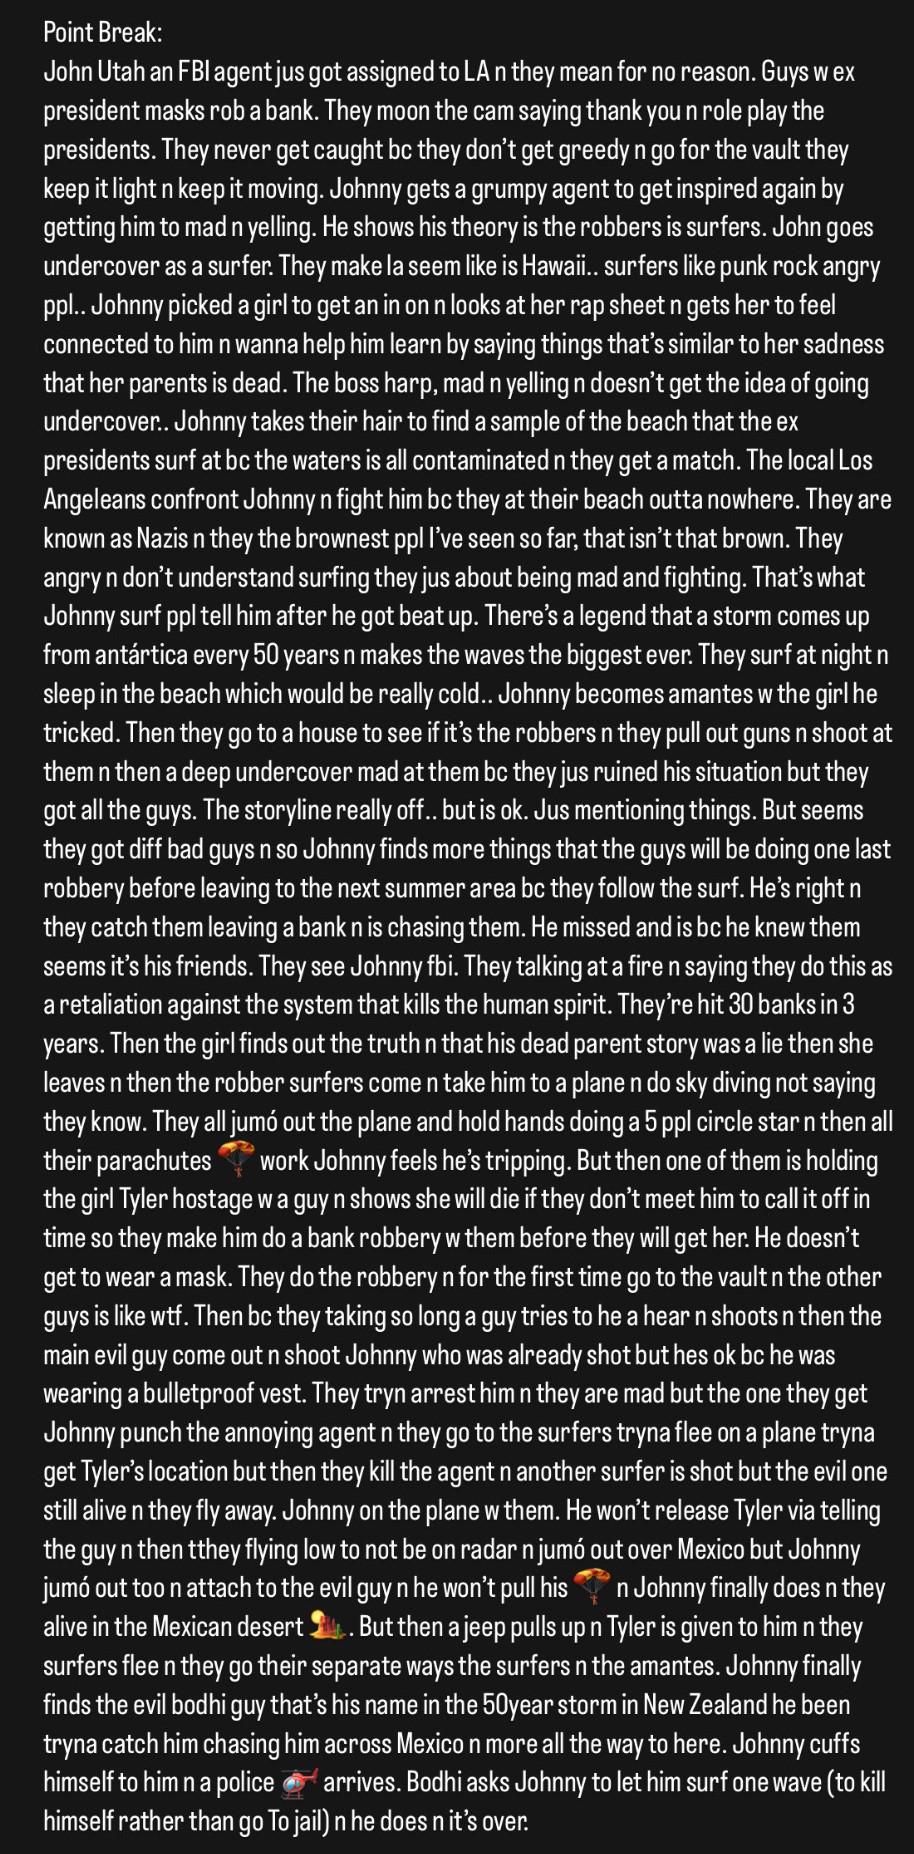 Point Break:
John Utah an FBI agent jus got assigned to LA n they mean for no reason. Guys w ex
president masks rob a bank. They moon the cam saying thank you n role play the
presidents. They never get caught bc they don’t get greedy n go for the vault they
keep it light n keep it moving. Johnny gets a grumpy agent to get inspired again by
getting him to mad n yelling. He shows his theory is the robbers is surfers. John goes
undercover as a surfer. They make la seem like is Hawaii.. surfers like punk rock angry
ppl.. Johnny picked a girl to get an in on n looks at her rap sheet n gets her to feel
connected to him n wanna help him learn by saying things that’s similar to her sadness
that her parents is dead. The boss harp, mad n yelling n doesn’t get the idea of going
undercover.. Johnny takes their hair to find a sample of the beach that the ex
presidents surf at bc the waters is all contaminated n they get a match. The local Los
Angeleans confront Johnny n fight him bc they at their beach outta nowhere. They are
known as Nazis n they the brownest ppl I’ve seen so far, that isn’t that brown. They
angry n don’t understand surfing they jus about being mad and fighting. That’s what
Johnny surf ppl tell him after he got beat up. There’s a legend that a storm comes up
from antártica every 50 years n makes the waves the biggest ever. They surf at night n
sleep in the beach which would be really cold.. Johnny becomes amantes w the girl he
tricked. Then they go to a house to see if it’s the robbers n they pull out guns n shoot at
them n then a deep undercover mad at them bc they jus ruined his situation but they
got all the guys. The storyline really off.. but is ok. Jus mentioning things. But seems
they got diff bad guys n so Johnny finds more things that the guys will be doing one last
robbery before leaving to the next summer area bc they follow the surf. He’s right n
they catch them leaving a bank n is chasing them. He missed and is bc he knew them
seems it’s his friends. They see Johnny fbi. They talking at a fire n saying they do this as
a retaliation against the system that kills the human spirit. They’re hit 30 banks in 3
years. Then the girl finds out the truth n that his dead parent story was a lie then she
leaves n then the robber surfers come n take him to a plane n do sky diving not saying
they know. They all jumó out the plane and hold hands doing a 5 ppl circle star n then all
their parachutes 🪂 work Johnny feels he’s tripping. But then one of them is holding
the girl Tyler hostage w a guy n shows she will die if they don’t meet him to call it off in
time so they make him do a bank robbery w them before they will get her. He doesn’t
get to wear a mask. They do the robbery n for the first time go to the vault n the other
guys is like wtf. Then bc they taking so long a guy tries to he a hear n shoots n then the
main evil guy come out n shoot Johnny who was already shot but hes ok bc he was
wearing a bulletproof vest. They tryn arrest him n they are mad but the one they get
Johnny punch the annoying agent n they go to the surfers tryna flee on a plane tryna
get Tyler’s location but then they kill the agent n another surfer is shot but the evil one
still alive n they fly away. Johnny on the plane w them. He won’t release Tyler via telling
the guy n then tthey flying low to not be on radar n jumó out over Mexico but Johnny
jumó out too n attach to the evil guy n he won’t pull his 🪂 n Johnny finally does n they
alive in the Mexican desert 🏜️. But then a jeep pulls up n Tyler is given to him n they
surfers flee n they go their separate ways the surfers n the amantes. Johnny finally
finds the evil bodhi guy that’s his name in the 50year storm in New Zealand he been
tryna catch him chasing him across Mexico n more all the way to here. Johnny cuffs
himself to him n a police 🚁 arrives. Bodhi asks Johnny to let him surf one wave (to kill
himself rather than go To jail) n he does n it’s over.